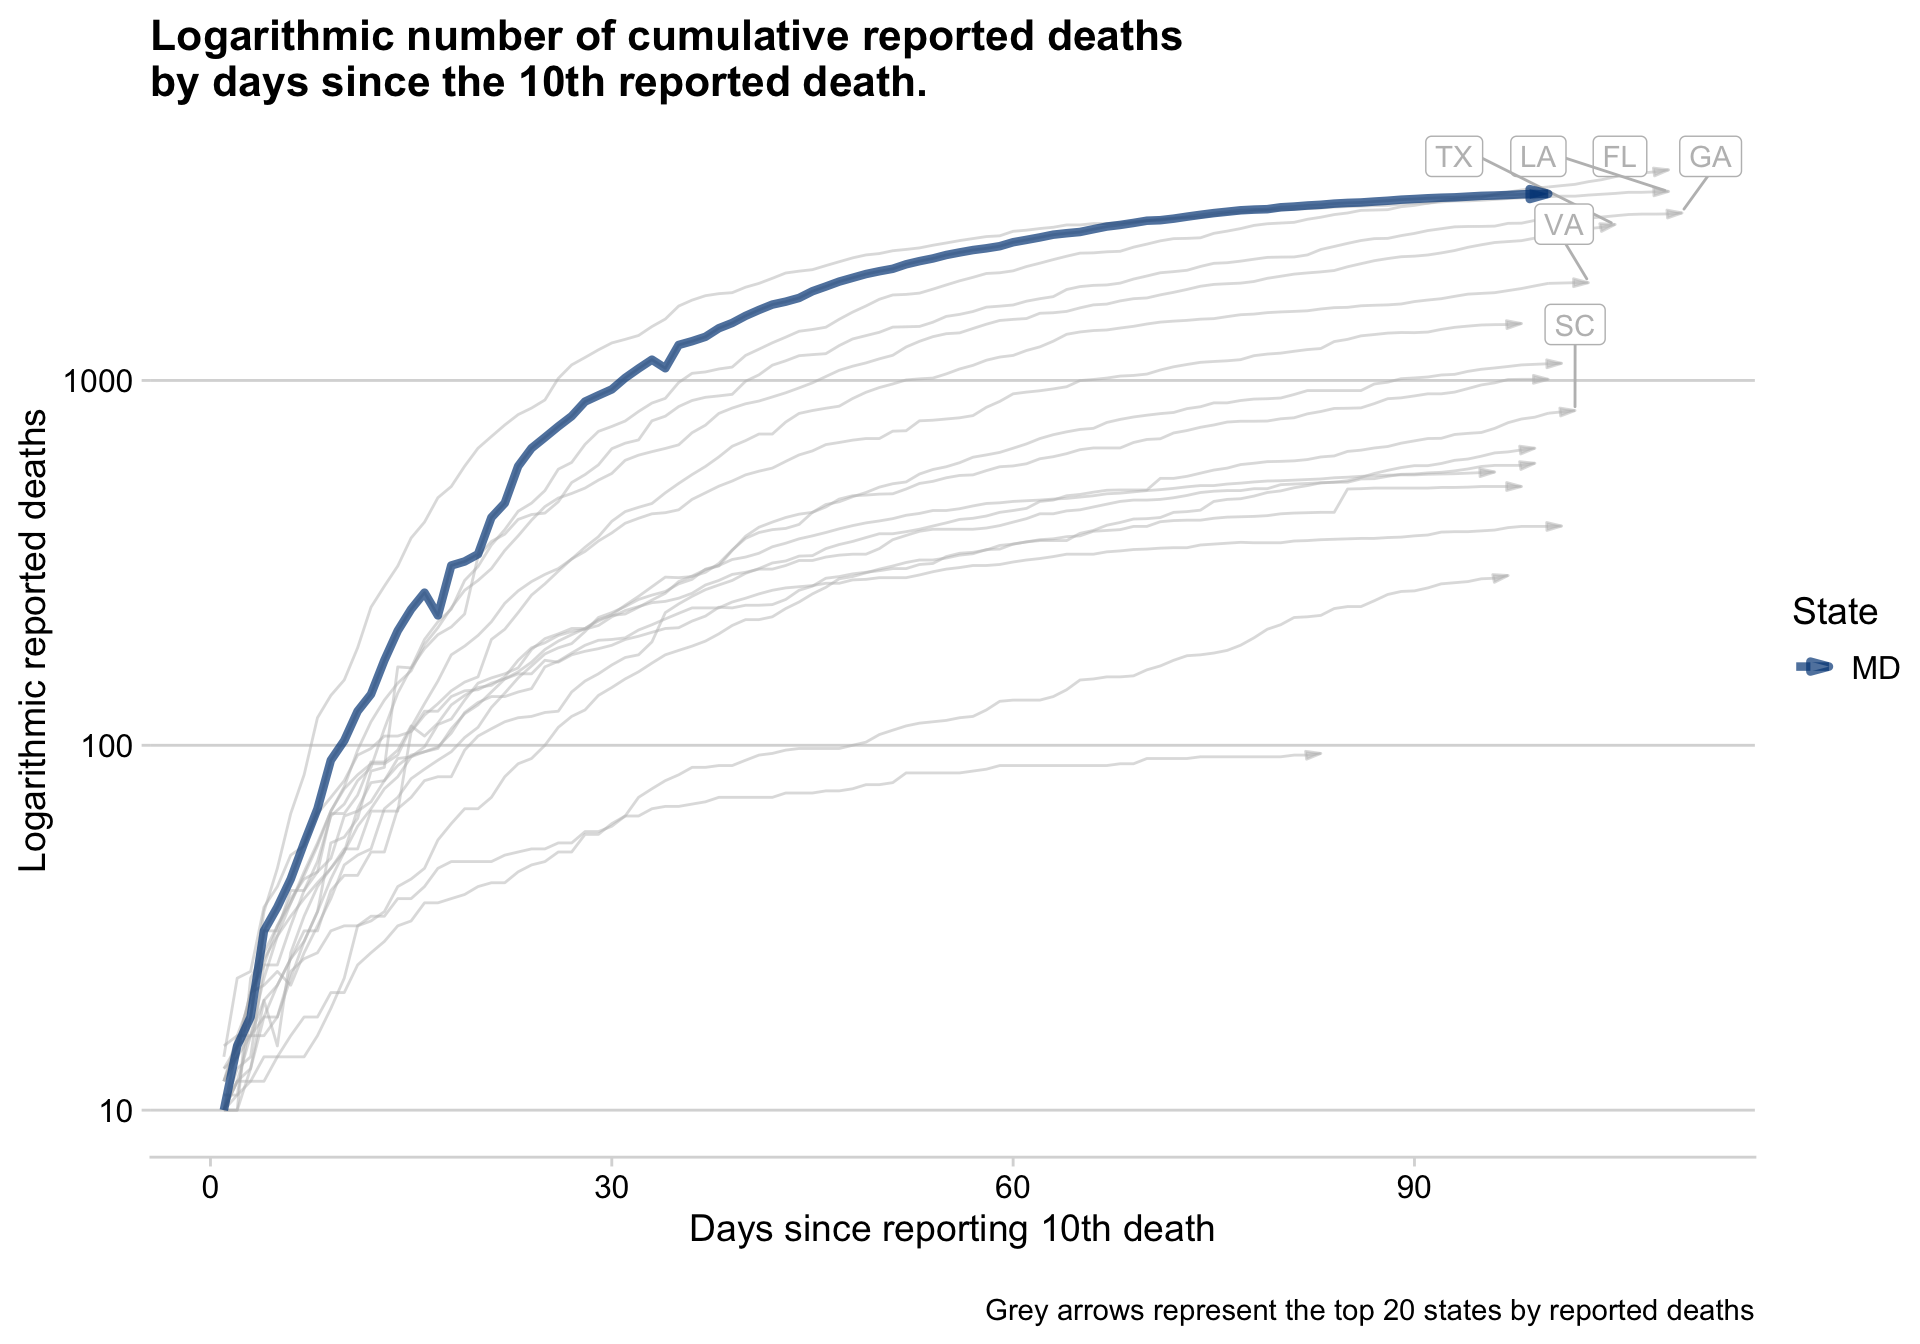 Logarithmic number of cumulative reported deaths
by days since the 10th reported death.
TX
LA
FL
GA
VA
SC
Logarithmic reported deaths
1000
100
10
0
30
60
90
Days since reporting 10th death
State
MD
Grey arrows represent the top 20 states by reported deaths